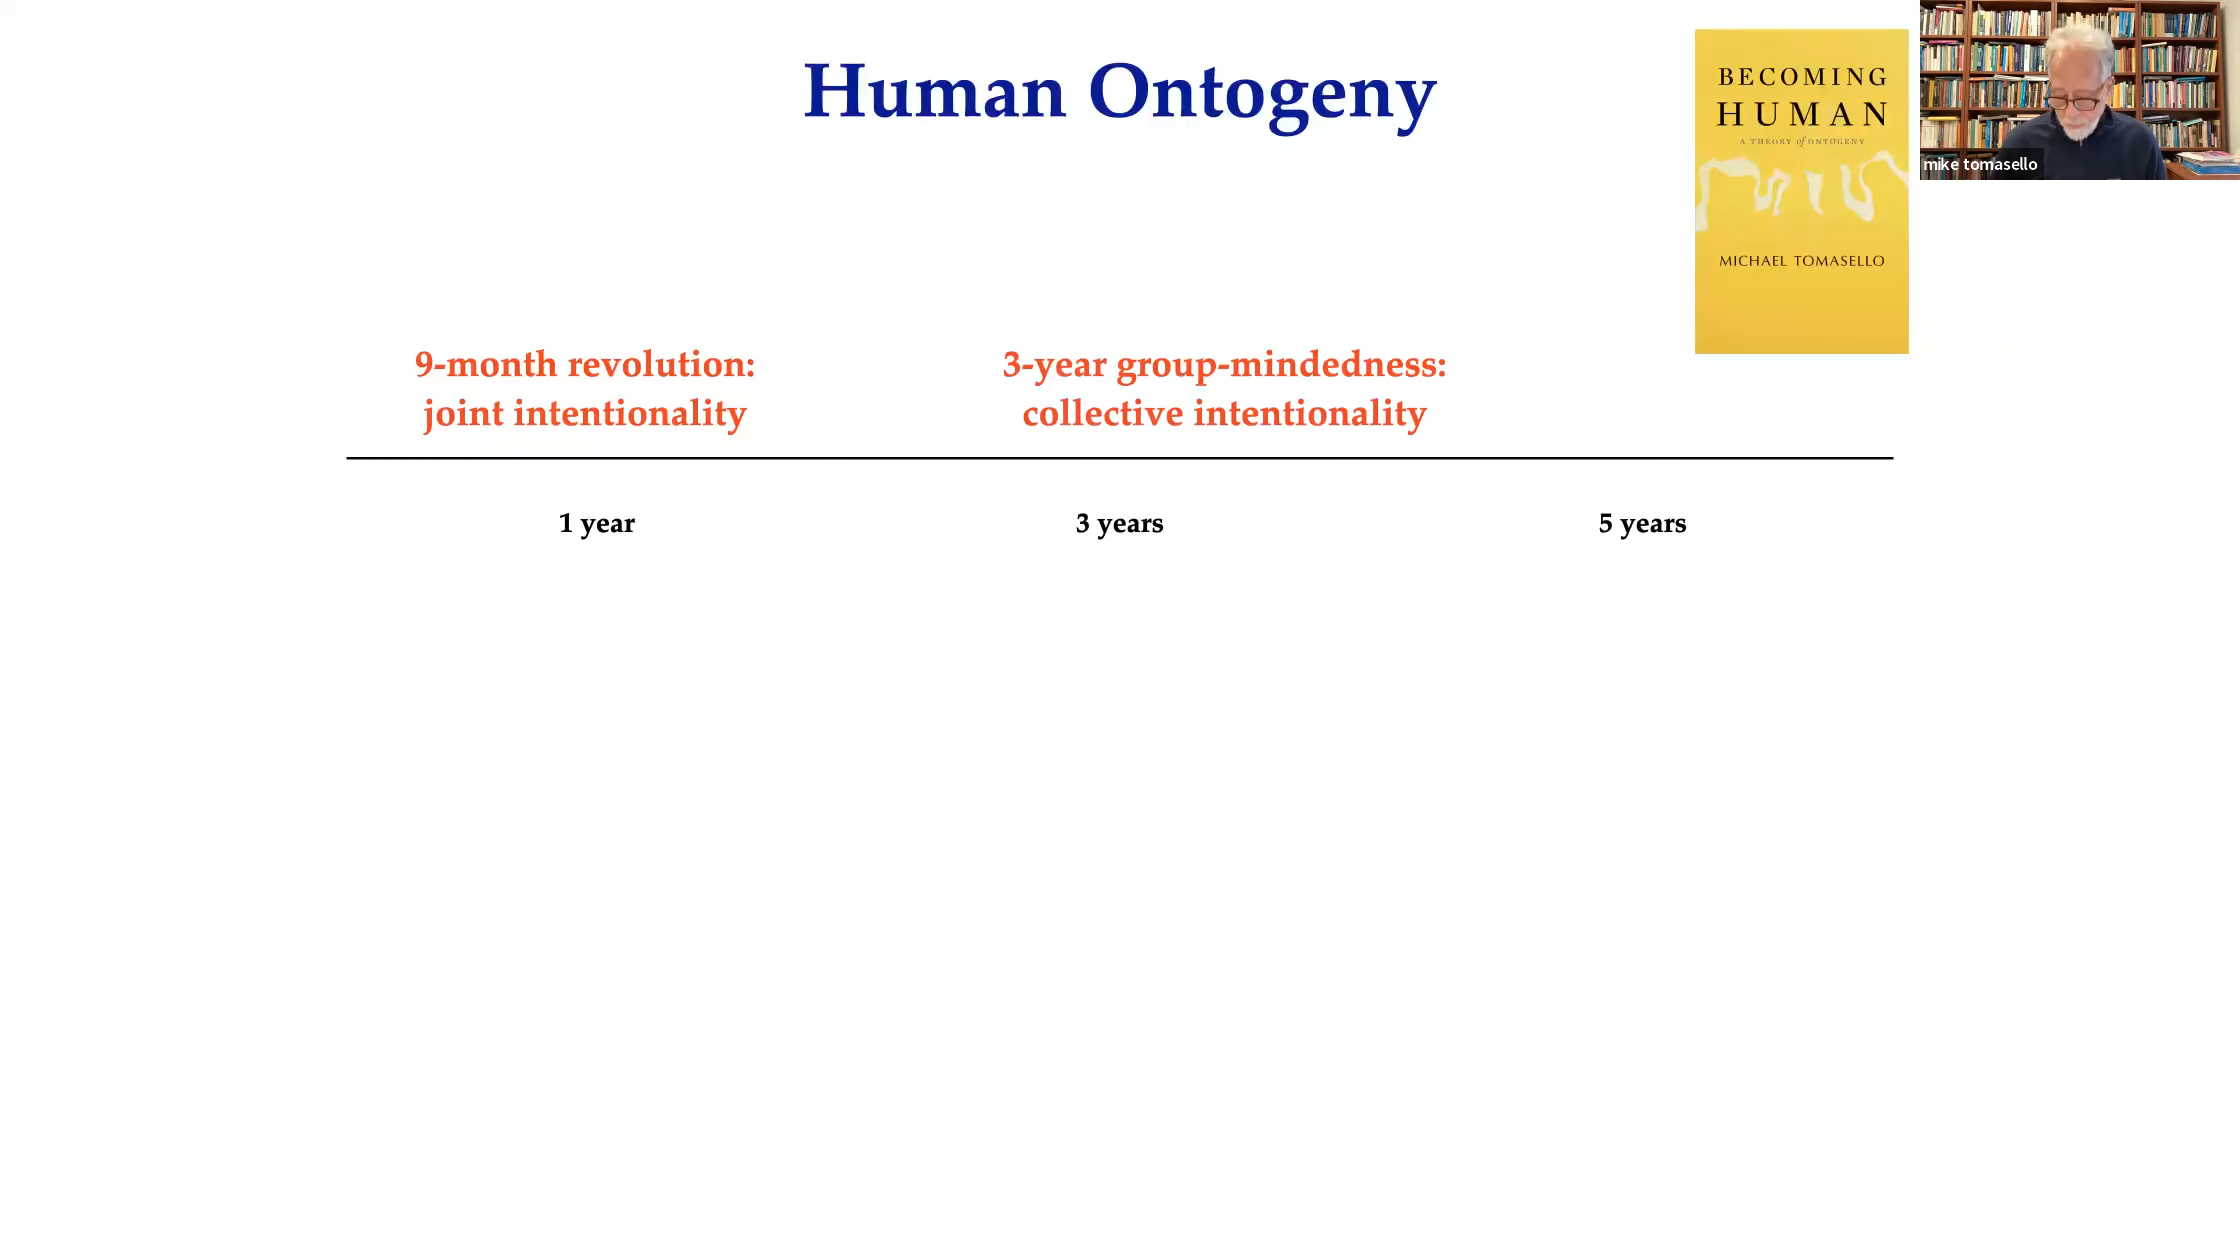 Human Ontogeny
BECOMING
HUMAN
A THEORY of ONTOGENY
MICHAEL TOMASELLO
mike tomasello
9-month revolution:
joint intentionality
3-year group-mindedness:
collective intentionality
1 year
3 years
5 years